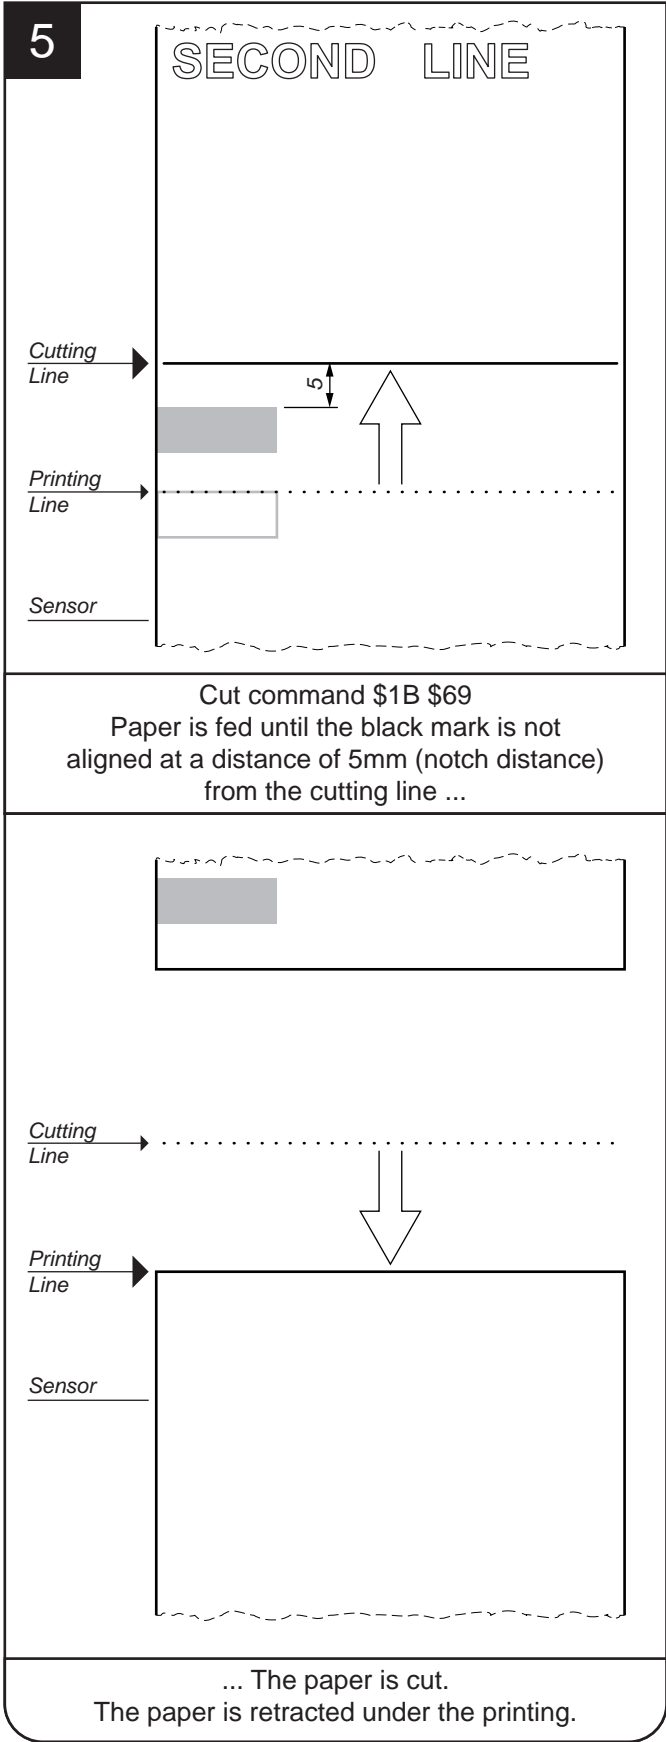 5
SECOND LINE
Cutting
Line
5
Printing
Line
Sensor
Cut command $1B $69
Paper is fed until the black mark is not
aligned at a distance of 5mm (notch distance)
from the cutting line ...
Cutting
Line
Printing
Line
Sensor
... The paper is cut.
The paper is retracted under the printing.